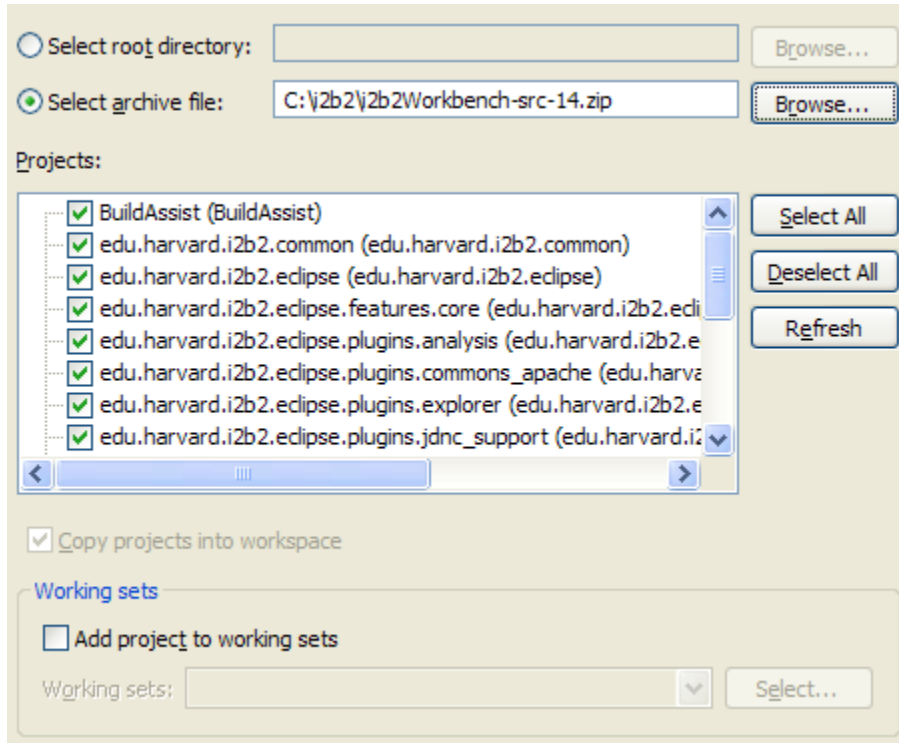 Select root directory: Browse...
Select archive file: C:\i2b2\i2b2Workbench-src-14.zip Browse...
Projects:
BuildAssist (BuildAssist) Select All
edu.harvard.i2b2.common (edu.harvard.i2b2.common)
edu.harvard.i2b2.eclipse (edu.harvard.i2b2.eclipse) Deselect All
edu.harvard.i2b2.eclipse.features.core (edu.harvard.i2b2.ecli Refresh
edu.harvard.i2b2.eclipse.plugins.analysis (edu.harvard.i2b2.e
edu.harvard.i2b2.eclipse.plugins.commons_apache (edu.harva
edu.harvard.i2b2.eclipse.plugins.explorer (edu.harvard.i2b2.e
edu.harvard.i2b2.eclipse.plugins.jdnc_support (edu.harvard.i2
Copy projects into workspace
Working sets
Add project to working sets
Working sets: Select...